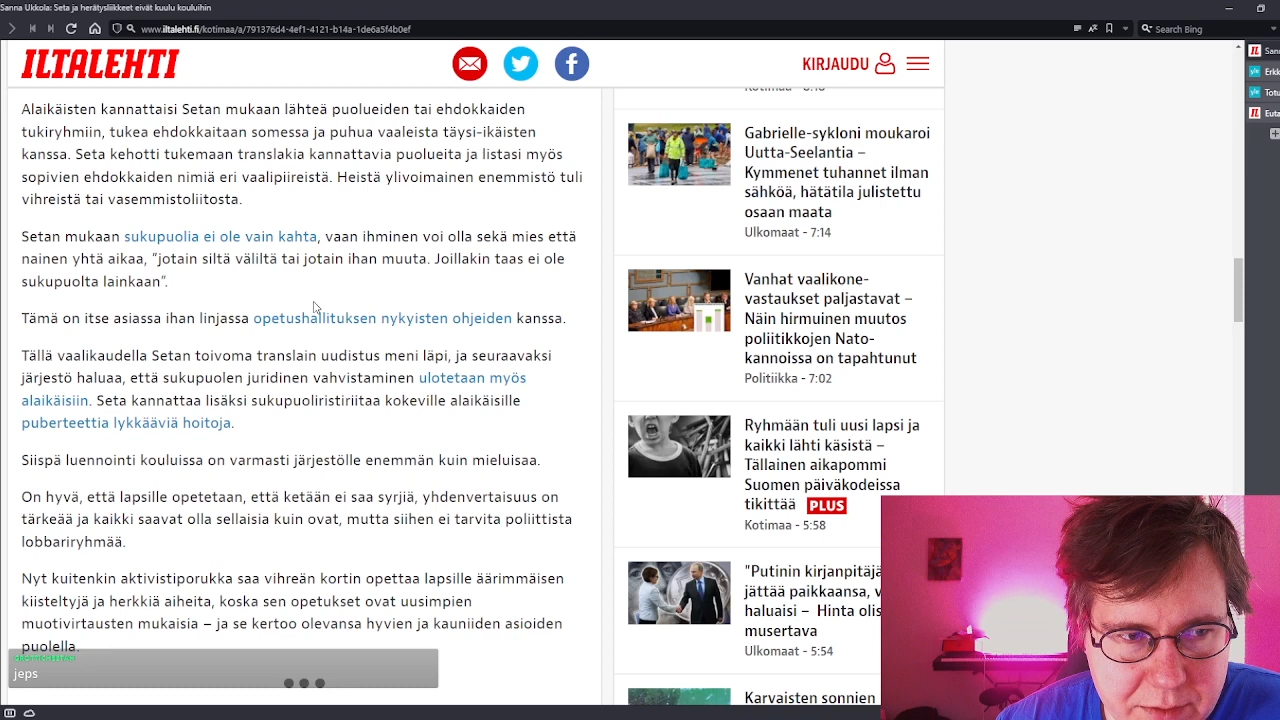 Sanna Ukkola: Seta ja herätysliikkeet eivät kuulu kouluihin
www.iltalehti.fi/kotimaa/a/791376d4-4ef1-4121-b14a-1de6a5f4b0ef
Search Bing
ILTALEHTI
KIRJAUDU
Alaikäisten kannattaisi Setan mukaan lähteä puolueiden tai ehdokkaiden
tukiryhmiin, tukea ehdokkaitaan somessa ja puhua vaaleista täysi-ikäisten
kanssa. Seta kehotti tukemaan translakia kannattavia puolueita ja listasi myös
sopivien ehdokkaiden nimiä eri vaalipiireistä. Heistä ylivoimainen enemmistö tuli
vihreistä tai vasemmistoliitosta.
Setan mukaan sukupuolia ei ole vain kahta, vaan ihminen voi olla sekä mies että
nainen yhtä aikaa, ”jotain siltä väliltä tai jotain ihan muuta. Joillakin taas ei ole
sukupuolta lainkaan”.
Tämä on itse asiassa ihan linjassa opetushallituksen nykyisten ohjeiden kanssa.
Tällä vaalikaudella Setan toivoma translain uudistus meni läpi, ja seuraavaksi
järjestö haluaa, että sukupuolen juridinen vahvistaminen ulotetaan myös
alaikäisiin. Seta kannattaa lisäksi sukupuoliristiriitaa kokeville alaikäisille
puberteettia lykkääviä hoitoja.
Siispä luennointi kouluissa on varmasti järjestölle enemmän kuin mieluisaa.
On hyvä, että lapsille opetetaan, että ketään ei saa syrjiä, yhdenvertaisuus on
tärkeää ja kaikki saavat olla sellaisia kuin ovat, mutta siihen ei tarvita poliittista
lobbariryhmää.
Nyt kuitenkin aktivistiporukka saa vihreän kortin opettaa lapsille äärimmäisen
kiisteltyjä ja herkkiä aiheita, koska sen opetukset ovat uusimpien
muotivirtausten mukaisia – ja se kertoo olevansa hyvien ja kauniiden asioiden
puolella.
jeps
Gabrielle-sykloni moukaroi
Uutta-Seelantia –
Kymmenet tuhannet ilman
sähköä, hätätila julistettu
osaan maata
Ulkomaat - 7:14
Vanhat vaalikone-
vastaukset paljastavat –
Näin hirmuinen muutos
poliitikkojen Nato-
kannoissa on tapahtunut
Politiikka - 7:02
Ryhmään tuli uusi lapsi ja
kaikki lähti käsistä –
Tällainen aikapommi
Suomen päiväkodeissa
tikittää PLUS
Kotimaa - 5:58
”Putinin kirjanpitäjä
jättää paikkaansa, v
haluaisi – Hinta olis
musertava
Ulkomaat - 5:54
Karvaisten sonnien
San
Erkk
Totu
Euta